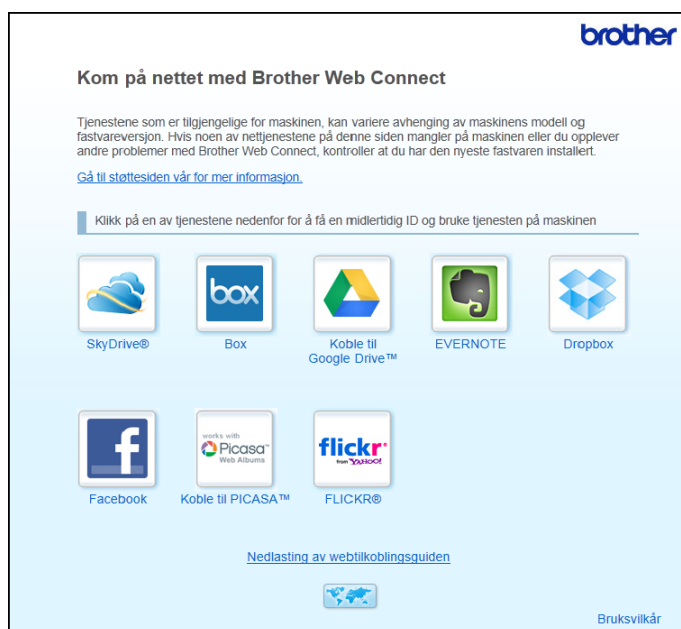 brother
Kom på nettet med Brother Web Connect
Tjenestene som er tilgjengelige for maskinen, kan variere avhenging av maskinens modell og
fastvareversjon. Hvis noen av nettjenestene på denne siden mangler på maskinen eller du opplever
andre problemer med Brother Web Connect, kontroller at du har den nyeste fastvaren installert.
Gå til støttesiden vår for mer informasjon.
Klikk på en av tjenestene nedenfor for å få en midlertidig ID og bruke tjenesten på maskinen
box
SkyDrive®
Box
Koble til
Google Drive™
EVERNOTE
Dropbox
f
works with
Picasa™
Web Albums
flickr
from YAHOO!
Facebook
Koble til PICASA™
FLICKR®
Nedlasting av webtilkoblingsguiden
Bruksvilkår